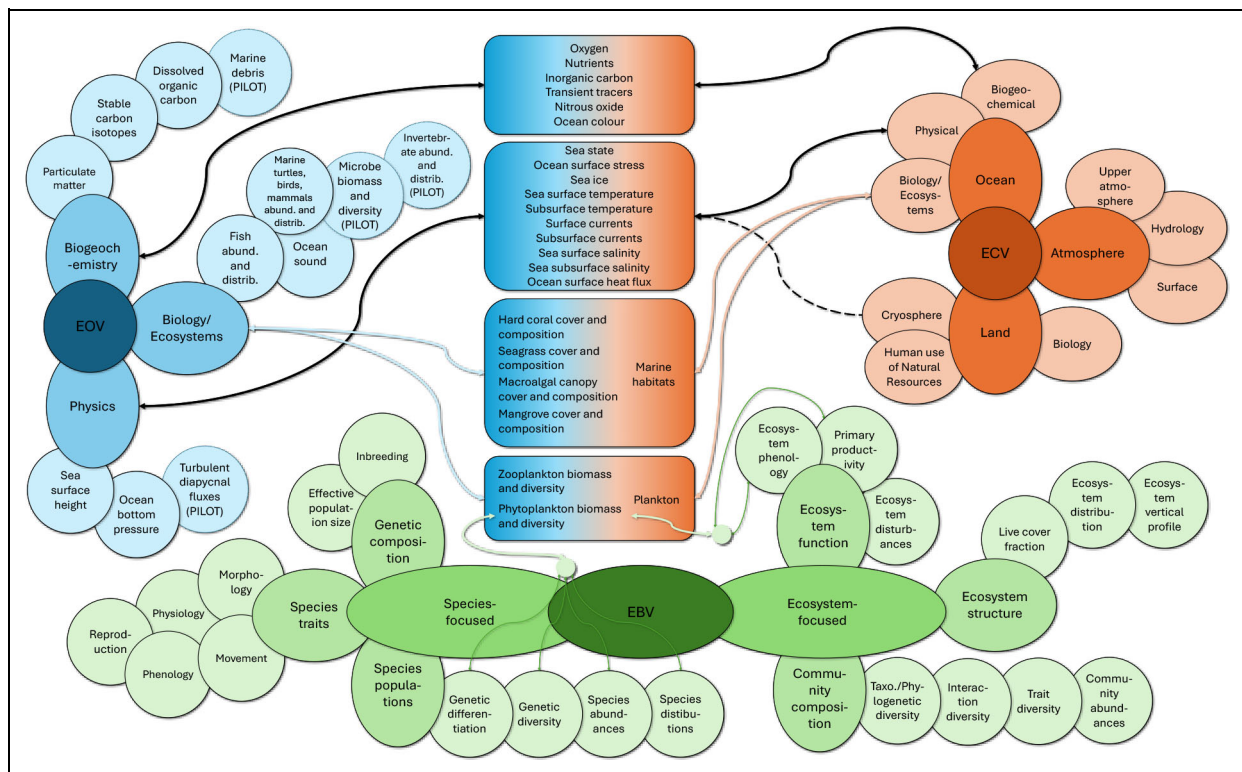 Marine
debris
(PILOT)
Dissolved
organic
carbon
Stable
carbon
isotopes
Particulate
matter
Biogeoch
-emistry
EOV
Biology/
Ecosystems
Physics
Fish
abund.
and
distrib.
Ocean
sound
Marine
turtles,
birds,
mammals
abund. and
distrib.
Microbe
biomass
and
diversity
(PILOT)
Invertebr-
ate abund.
and
distrib.
(PILOT)
Sea
surface
height
Ocean
bottom
pressure
Turbulent
diapycnal
fluxes
(PILOT)
Oxygen
Nutrients
Inorganic carbon
Transient tracers
Nitrous oxide
Ocean colour
Sea state
Ocean surface stress
Sea ice
Sea surface temperature
Subsurface temperature
Surface currents
Subsurface currents
Sea surface salinity
Sea subsurface salinity
Ocean surface heat flux
Hard coral cover and
composition
Seagrass cover and
composition
Macroalgal canopy
cover and composition
Mangrove cover and
composition
Marine
habitats
Zooplankton biomass
and diversity
Phytoplankton biomass
and diversity
Plankton
Biogeo-
chemical
Physical
Biology/
Ecosys-
tems
Ocean
ECV
Atmosphere
Upper
atmo-
sphere
Hydrology
Surface
Land
Cryosphere
Human use
of Natural
Resources
Biology
Inbreeding
Effective
populat-
ion size
Genetic
composition
Morpho-
logy
Physiology
Reprod-
uction
Phenology
Movement
Species
traits
Species-
focused
EBV
Ecosystem-
focused
Species
popula-
tions
Genetic
differen-
tiation
Genetic
diversity
Species
abund-
ances
Species
distibu-
tions
Ecosys-
tem
phenol-
ogy
Primary
product-
ivity
Ecosys-
tem
disturb-
ances
Ecosys-
tem
function
Ecosystem
structure
Live cover
fraction
Ecosys-
tem
distribut-
ion
Ecosys-
tem
vertical
profile
Commu-
nity
composi-
tion
Taxo./Phy-
logenetic
diversity
Interac-
tion
diversity
Trait
diversity
Commu-
nity
abund-
ances